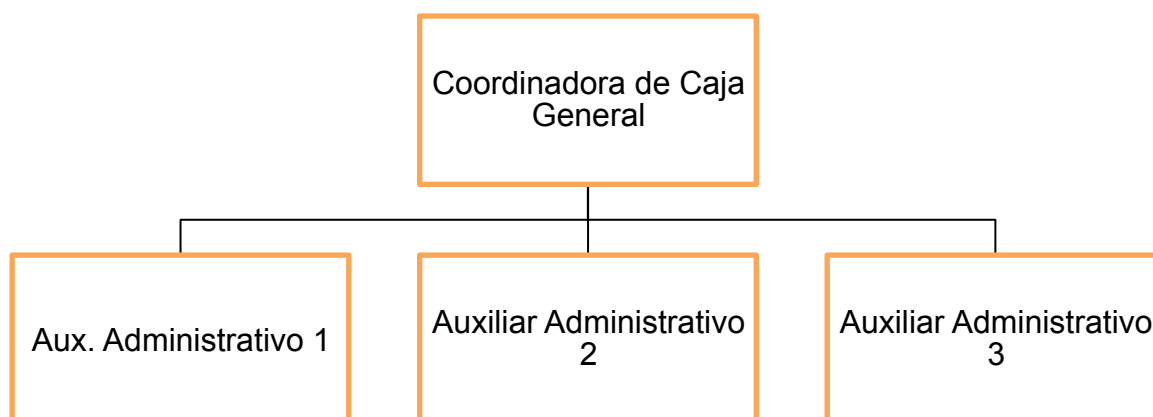 Coordinadora de Caja
General
Aux. Administrativo 1
Auxiliar Administrativo
2
Auxiliar Administrativo
3